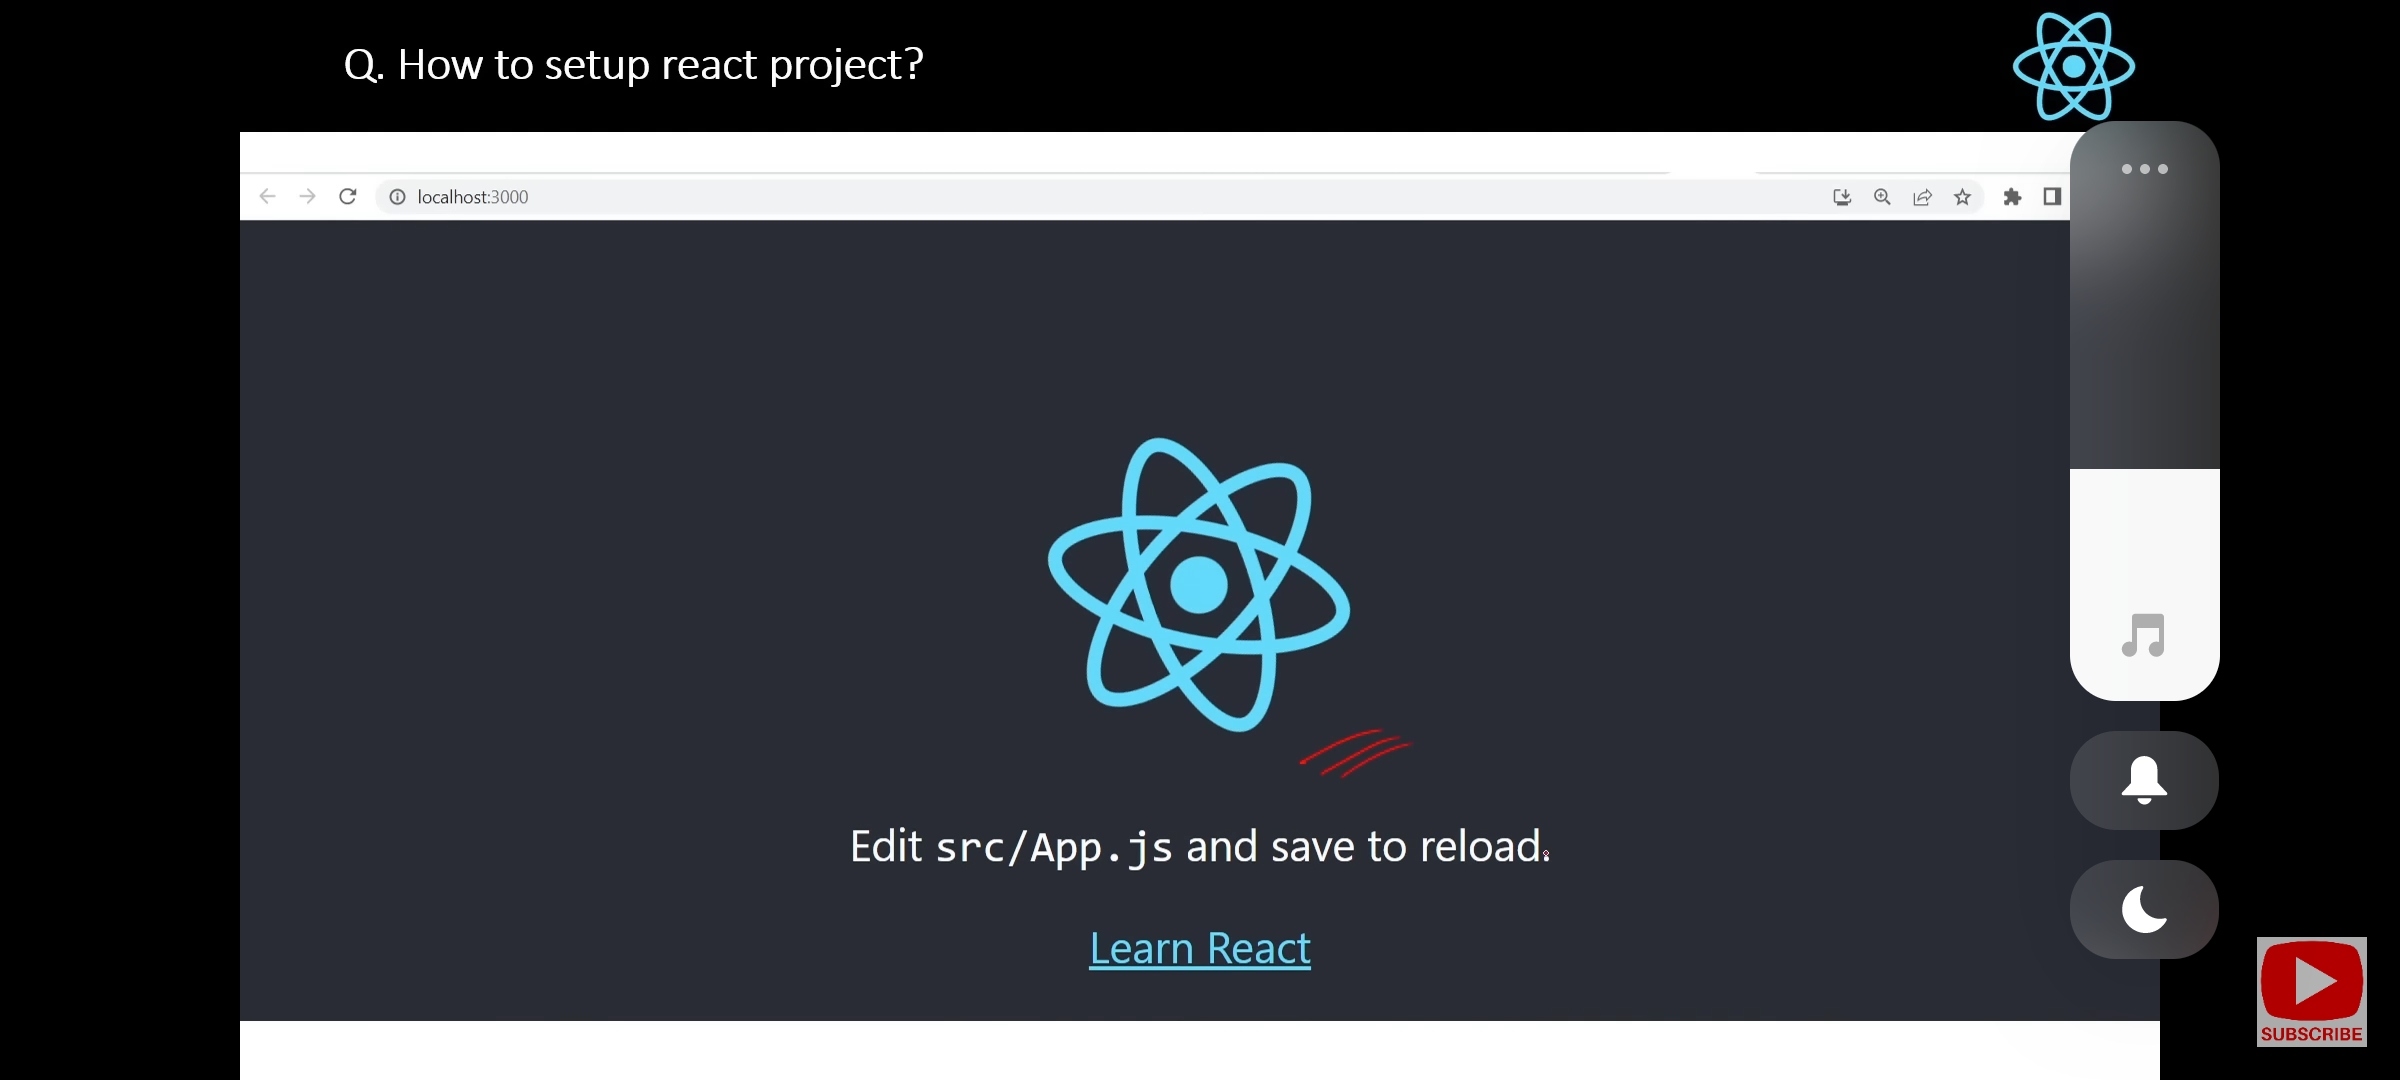 Q. How to setup react project?
localhost:3000
Edit src/App.js and save to reload.
Learn React
SUBSCRIBE